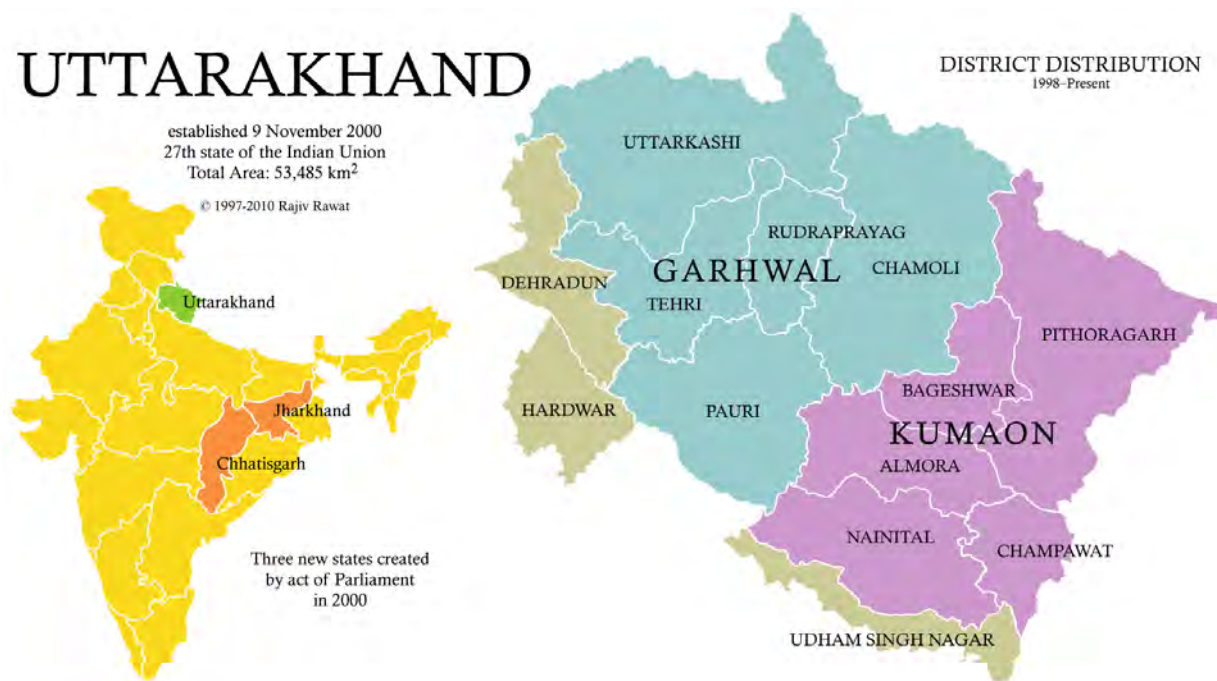 UTTARAKHAND
established 9 November 2000
27th state of the Indian Union
Total Area: 53,485 km²
© 1997-2010 Rajiv Rawat
Uttarakhand
Jharkhand
Chhatisgarh
Three new states created
by act of Parliament
in 2000
DISTRICT DISTRIBUTION
1998–Present
UTTARKASHI
RUDRAPRAYAG
GARHWAL
CHAMOLI
DEHRADUN
TEHRI
PITHORAGARH
BAGESHWAR
HARDWAR
PAURI
KUMAON
ALMORA
NAINITAL
CHAMPAWAT
UDHAM SINGH NAGAR